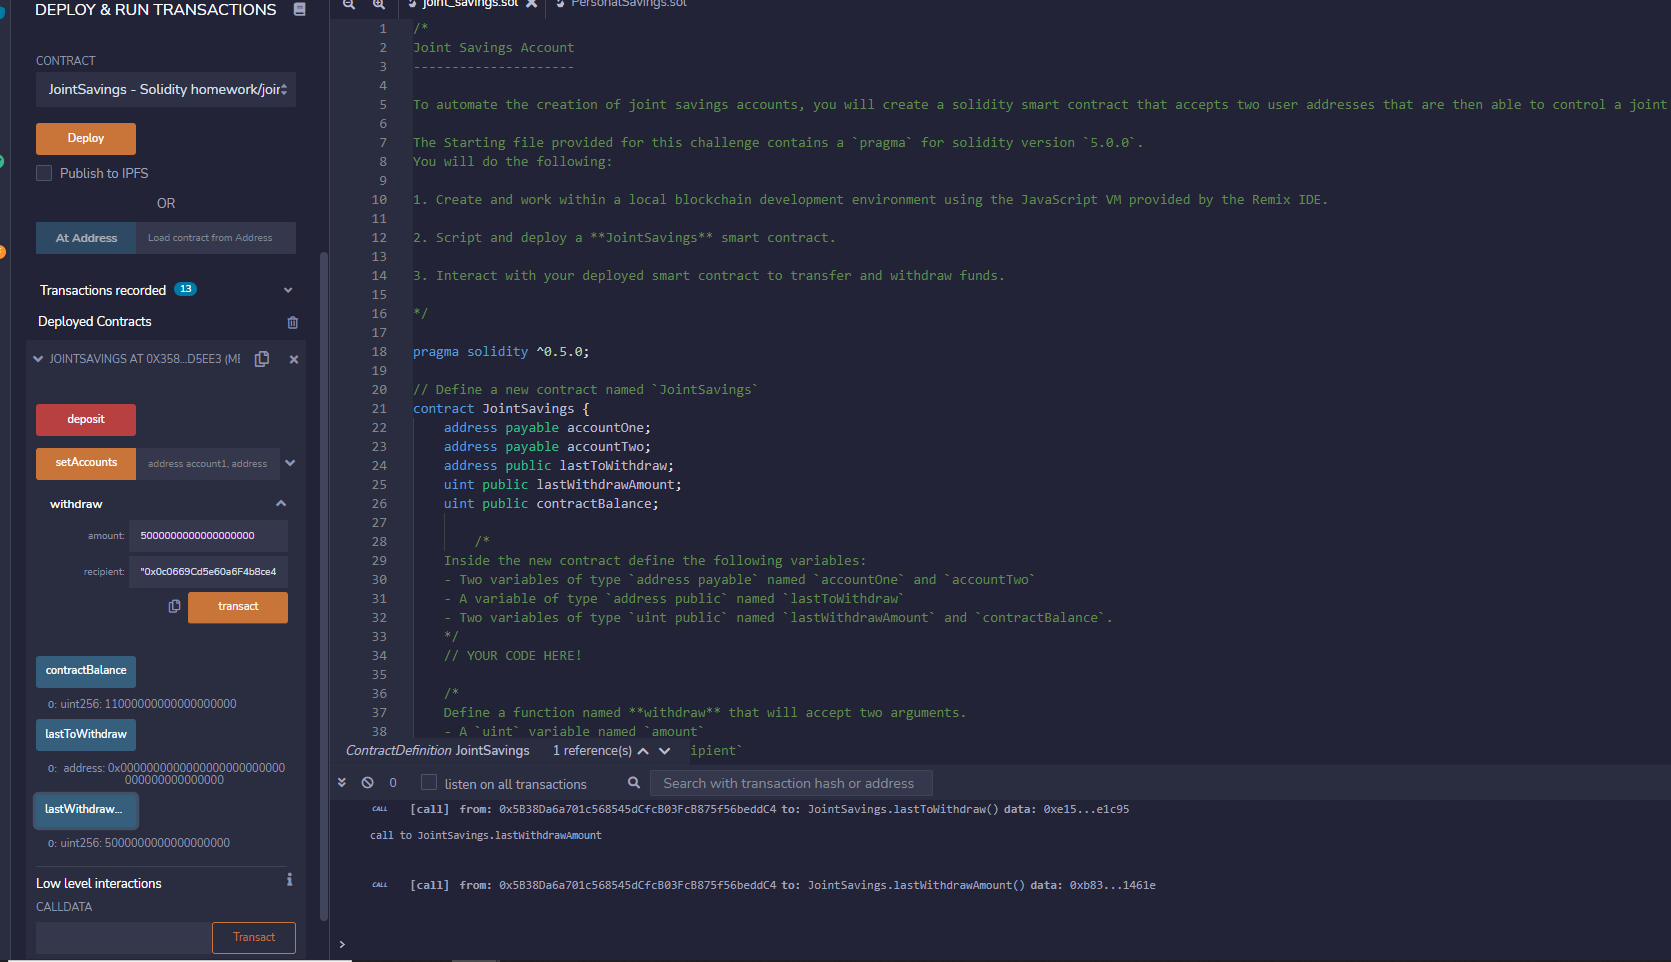 DEPLOY & RUN TRANSACTIONS
CONTRACT
JointSavings - Solidity homework/join
Deploy
Publish to IPFS
OR
At Address
Load contract from Address
Transactions recorded 13
Deployed Contracts
JOINTSAVINGS AT 0X358...D5EE3 (ME
deposit
setAccounts
address account1, address
withdraw
amount: 5000000000000000000
recipient: "0x0c0669Cd5e60a6F4b8ce4
transact
contractBalance
0: uint256: 11000000000000000000
lastToWithdraw
0: address: 0x00000000000000000000000000
00000000000000
lastWithdraw...
0: uint256: 5000000000000000000
Low level interactions
i
CALLDATA
Transact
joint_savings.sol
PersonalSavings.sol
1 /*
2 Joint Savings Account
3 ---------------------
4
5 To automate the creation of joint savings accounts, you will create a solidity smart contract that accepts two user addresses that are then able to control a joint
6
7 The Starting file provided for this challenge contains a `pragma` for solidity version `5.0.0`.
8 You will do the following:
9
10 1. Create and work within a local blockchain development environment using the JavaScript VM provided by the Remix IDE.
11
12 2. Script and deploy a **JointSavings** smart contract.
13
14 3. Interact with your deployed smart contract to transfer and withdraw funds.
15
16 */
17
18 pragma solidity ^0.5.0;
19
20 // Define a new contract named `JointSavings`
21 contract JointSavings {
22 address payable accountOne;
23 address payable accountTwo;
24 address public lastToWithdraw;
25 uint public lastWithdrawAmount;
26 uint public contractBalance;
27
28 /*
29 Inside the new contract define the following variables:
30 - Two variables of type `address payable` named `accountOne` and `accountTwo`
31 - A variable of type `address public` named `lastToWithdraw`
32 - Two variables of type `uint public` named `lastWithdrawAmount` and `contractBalance`.
33 */
34 // YOUR CODE HERE!
35
36 /*
37 Define a function named **withdraw** that will accept two arguments.
38 - A `uint` variable named `amount`
ContractDefinition JointSavings 1 reference(s) ipient`
0 listen on all transactions Search with transaction hash or address
CALL [call] from: 0x5B38Da6a701c568545dCfcB03FcB875f56beddC4 to: JointSavings.lastToWithdraw() data: 0xe15...e1c95
call to JointSavings.lastWithdrawAmount
CALL [call] from: 0x5B38Da6a701c568545dCfcB03FcB875f56beddC4 to: JointSavings.lastWithdrawAmount() data: 0xb83...1461e
>